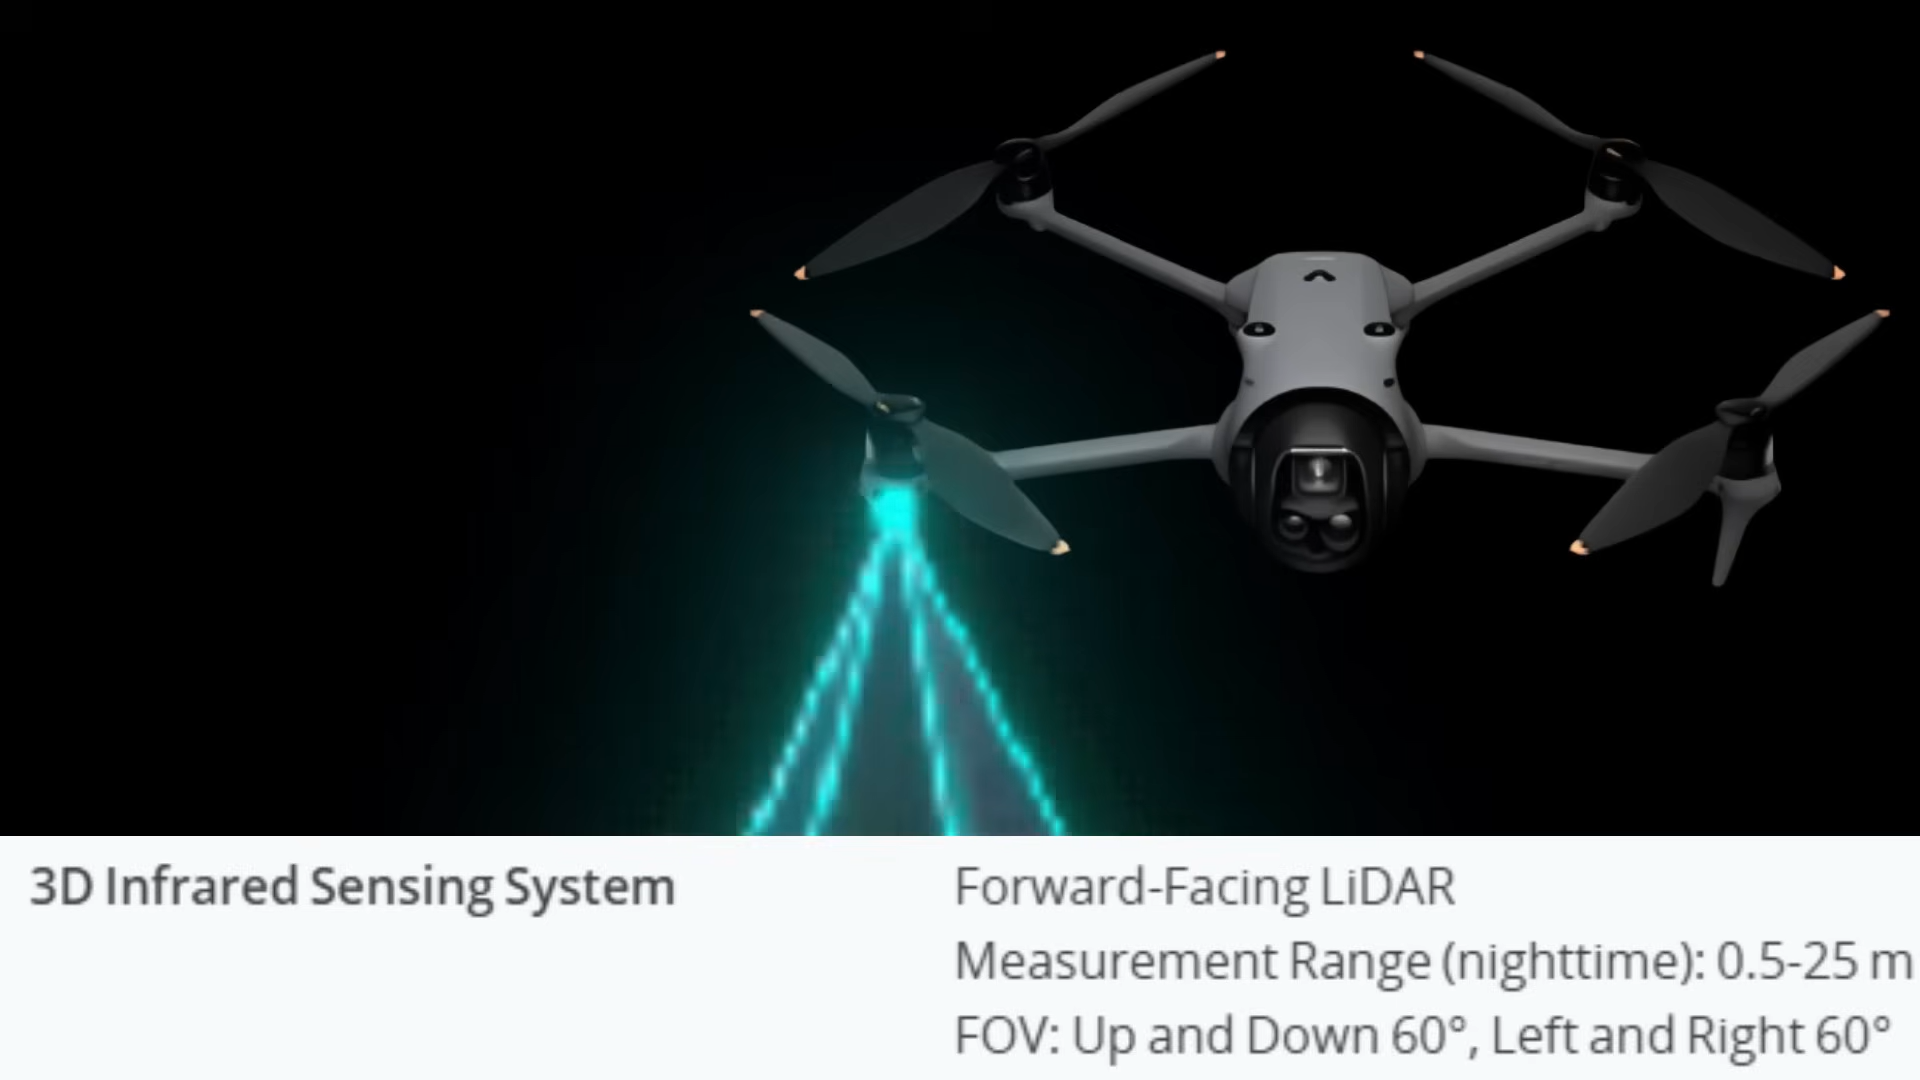 3D Infrared Sensing System
Forward-Facing LiDAR
Measurement Range (nighttime): 0.5-25 m
FOV: Up and Down 60°, Left and Right 60°